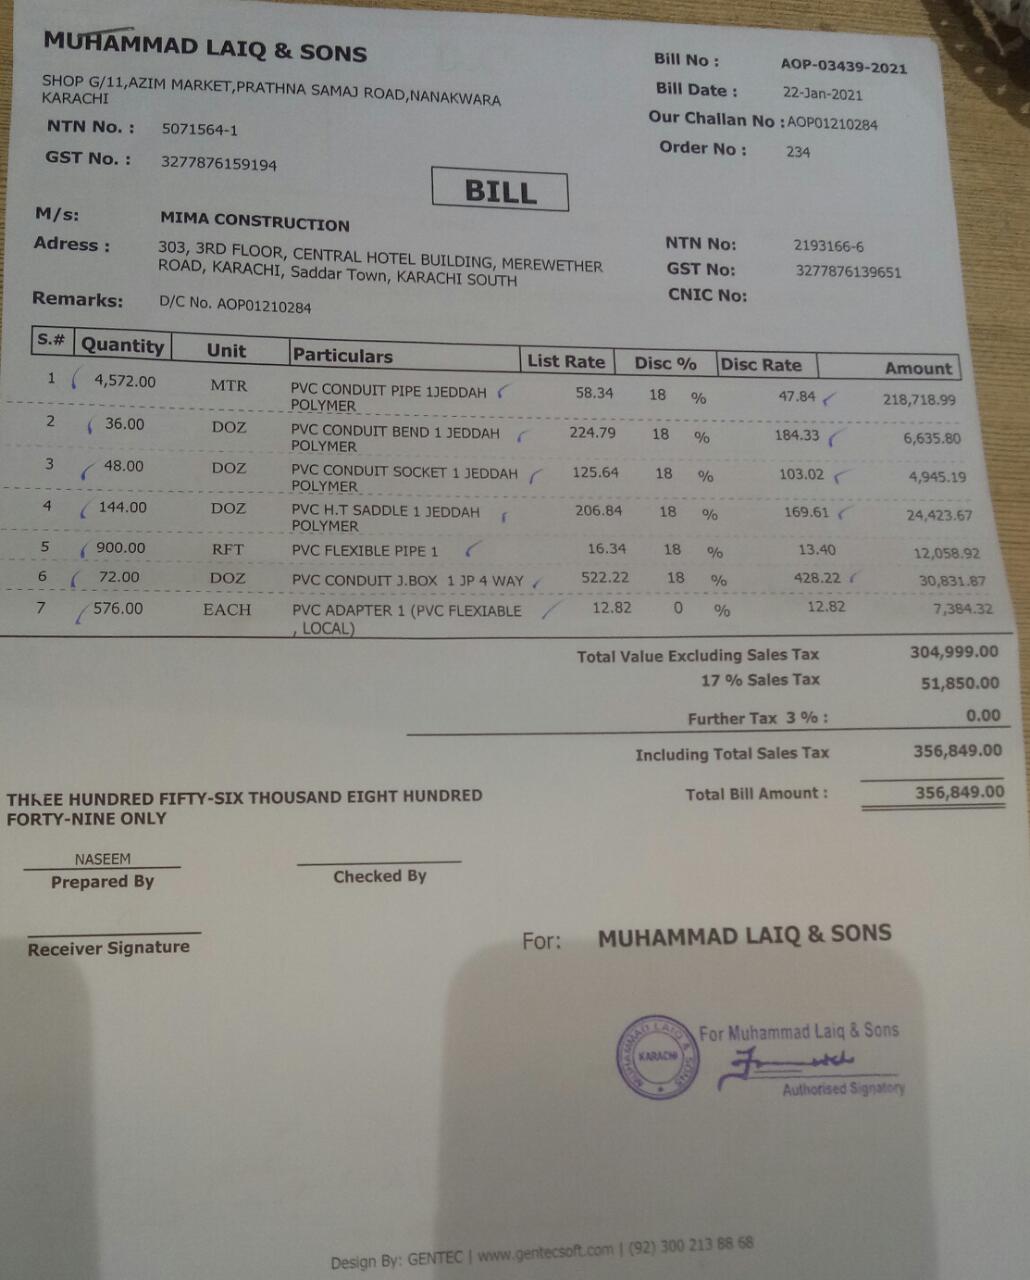 MUHAMMAD LAIQ & SONS
SHOP G/11,AZIM MARKET,PRATHNA SAMAJ ROAD,NANAKWARA
KARACHI
NTN No. : 5071564-1
GST No. : 3277876159194
Bill No : AOP-03439-2021
Bill Date : 22-Jan-2021
Our Challan No : AOP01210284
Order No : 234
BILL
M/s: MIMA CONSTRUCTION
Adress : 303, 3RD FLOOR, CENTRAL HOTEL BUILDING, MEREWETHER
ROAD, KARACHI, Saddar Town, KARACHI SOUTH
NTN No: 2193166-6
GST No: 3277876139651
CNIC No:
Remarks: D/C No. AOP01210284
S.# Quantity Unit Particulars List Rate Disc % Disc Rate Amount
1 4,572.00 MTR PVC CONDUIT PIPE 1JEDDAH 58.34 18 % 47.84 218,718.99
POLYMER
2 36.00 DOZ PVC CONDUIT BEND 1 JEDDAH 224.79 18 % 184.33 6,635.80
POLYMER
3 48.00 DOZ PVC CONDUIT SOCKET 1 JEDDAH 125.64 18 % 103.02 4,945.19
POLYMER
4 144.00 DOZ PVC H.T SADDLE 1 JEDDAH 206.84 18 % 169.61 24,423.67
POLYMER
5 900.00 RFT PVC FLEXIBLE PIPE 1 16.34 18 % 13.40 12,058.92
6 72.00 DOZ PVC CONDUIT J.BOX 1 JP 4 WAY 522.22 18 % 428.22 30,831.87
7 576.00 EACH PVC ADAPTER 1 (PVC FLEXIABLE 12.82 0 % 12.82 7,384.32
, LOCAL)
Total Value Excluding Sales Tax 304,999.00
17 % Sales Tax 51,850.00
Further Tax 3 % : 0.00
Including Total Sales Tax 356,849.00
Total Bill Amount : 356,849.00
THREE HUNDRED FIFTY-SIX THOUSAND EIGHT HUNDRED
FORTY-NINE ONLY
NASEEM
Prepared By
Checked By
Receiver Signature
For: MUHAMMAD LAIQ & SONS
MUHAMMAD LAIQ & SONS
KARACHI
For Muhammad Laiq & Sons
Authorised Signatory
Design By: GENTEC | www.gentecsoft.com | (92) 300 213 88 68